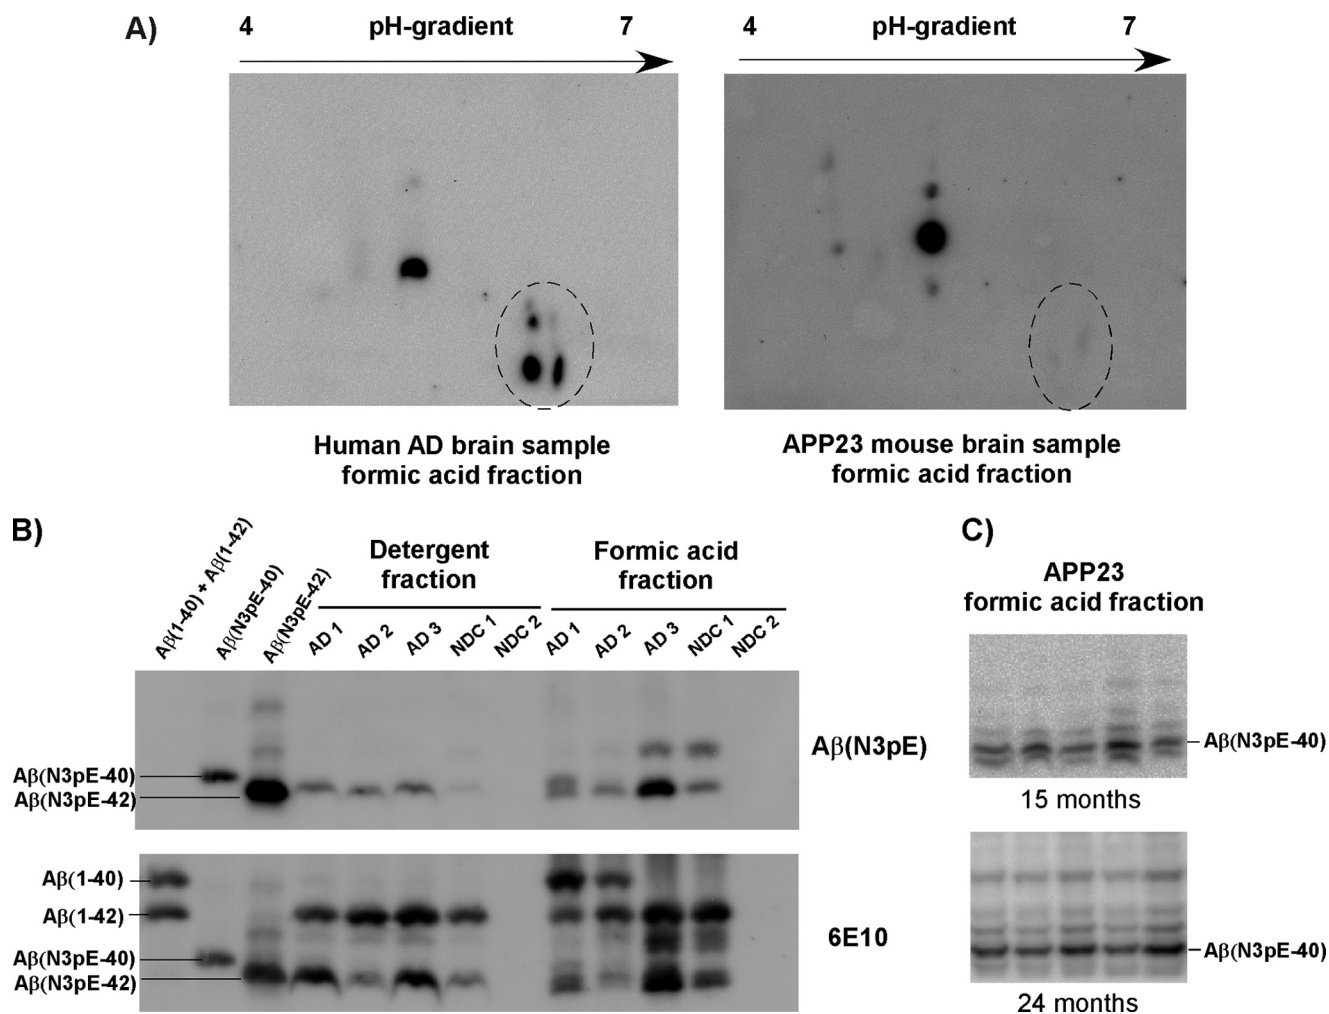 A)
4 pH-gradient 7
4 pH-gradient 7
Human AD brain sample
formic acid fraction
APP23 mouse brain sample
formic acid fraction
B)
Aβ(1-40) + Aβ(1-42)
Aβ(N3pE-40)
Aβ(N3pE-42)
Detergent
fraction
AD 1 AD 2 AD 3 NDC 1 NDC 2
Formic acid
fraction
AD 1 AD 2 AD 3 NDC 1 NDC 2
Aβ(N3pE-40)
Aβ(N3pE-42)
Aβ(N3pE)
Aβ(1-40)
Aβ(1-42)
Aβ(N3pE-40)
Aβ(N3pE-42)
6E10
C)
APP23
formic acid fraction
Aβ(N3pE-40)
15 months
Aβ(N3pE-40)
24 months